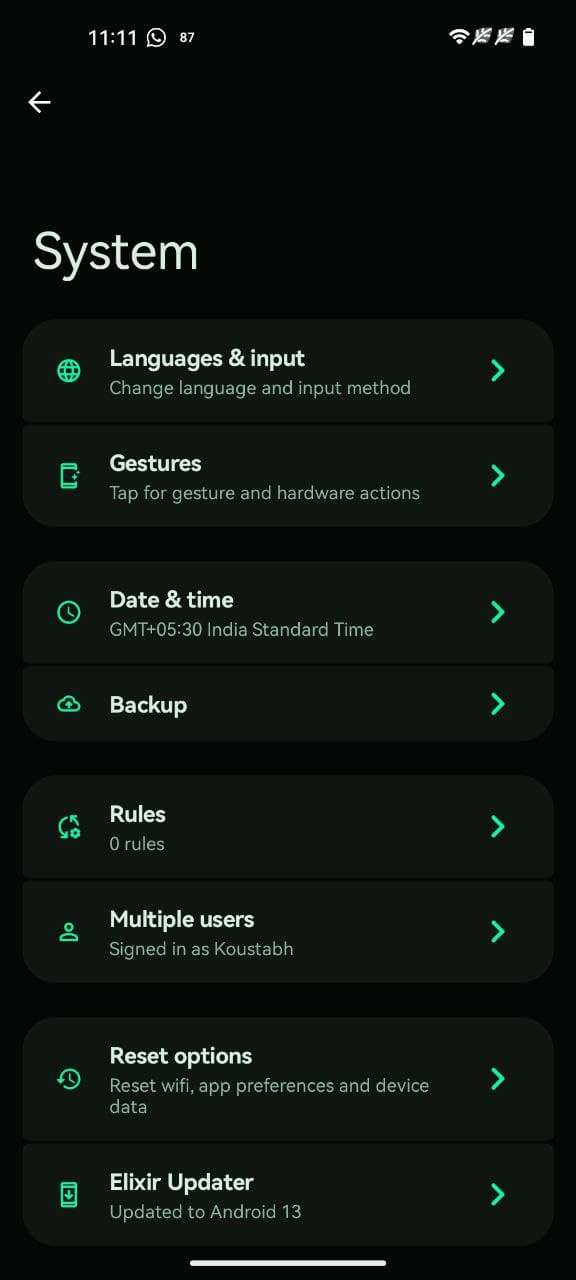 11:11 87
System
Languages & input
Change language and input method
Gestures
Tap for gesture and hardware actions
Date & time
GMT+05:30 India Standard Time
Backup
Rules
0 rules
Multiple users
Signed in as Koustabh
Reset options
Reset wifi, app preferences and device
data
Elixir Updater
Updated to Android 13